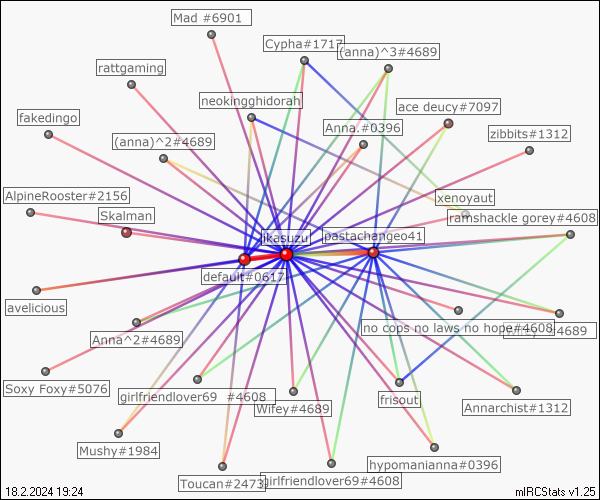 Mad #6901
Cypha#1717
(anna)^3#4689
rattgaming
neokingghidorah
ace deucy#7097
fakedingo
Anna.#0396
zibbits#1312
(anna)^2#4689
AlpineRooster#2156
xenoyaut
Skalman
ramshackle gorey#4608
ikasuzu
pastachangeo41
default#0617
avelicious
no cops no laws no hope#4608
#4689
Anna^2#4689
Soxy Foxy#5076
girlfriendlover69 #4608
Wifey#4689
frisout
Annarchist#1312
Mushy#1984
hypomanianna#0396
Toucan#2473
girlfriendlover69#4608
18.2.2024 19:24
mIRCStats v1.25